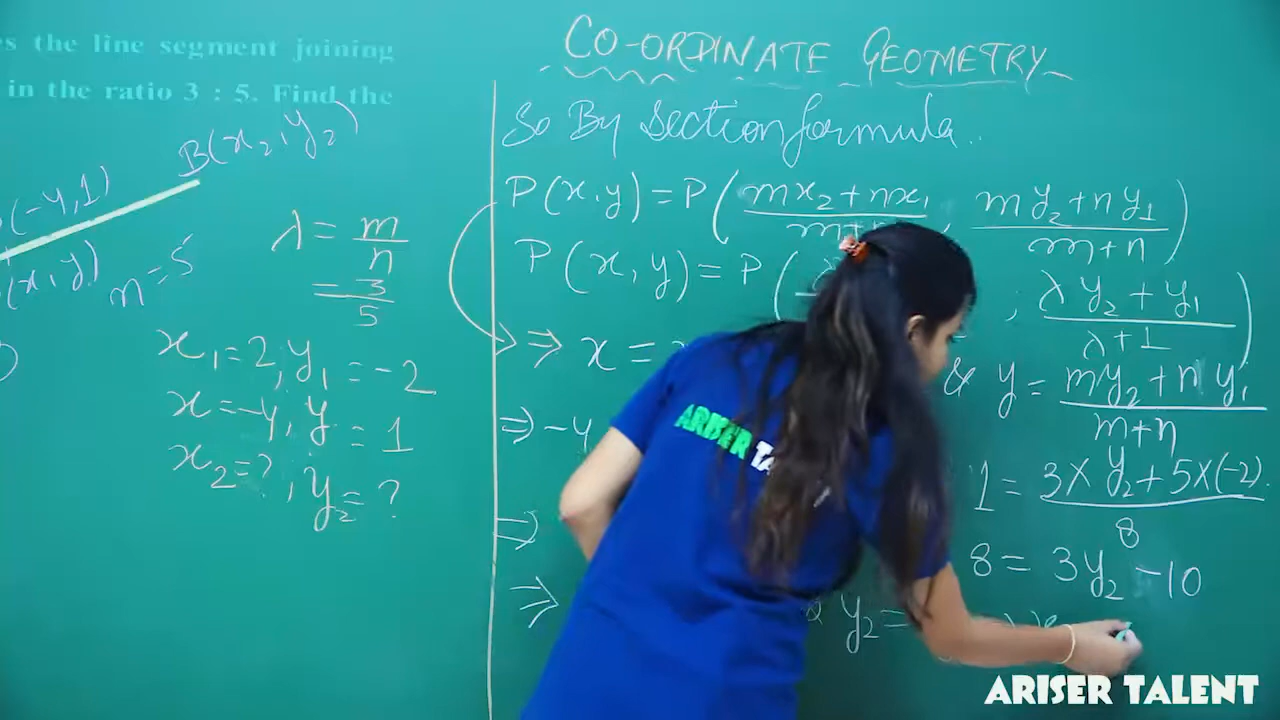 es the line segment joining
in the ratio 3 : 5. Find the
B(x₂, y₂)
(-4,1)
(x,y)
n=5
λ = m/n
= 3/5
x₁=2, y₁=-2
x=-4, y=1
x₂=?, y₂=?
CO-ORDINATE GEOMETRY
So By Section formula.
P(x,y) = P(mx₂+nx₁/m+n, my₂+ny₁/m+n)
P(x,y) = P( ; λy₂+y₁/λ+1)
⇒ x =
& y = my₂+ny₁/m+n
⇒ -4
1 = 3×y₂+5×(-2)/8
⇒
8 = 3y₂-10
⇒
& y₂=
ARISER TA
ARISER TALENT